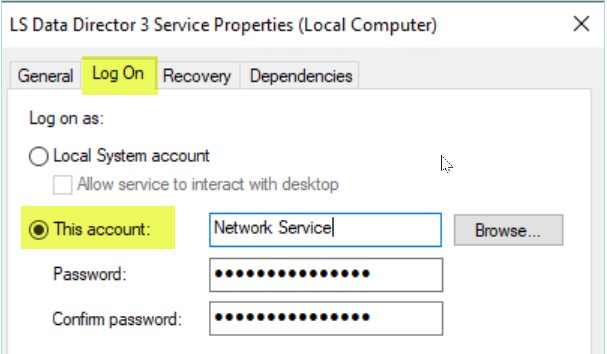 LS Data Director 3 Service Properties (Local Computer)
General Log On Recovery Dependencies
Log on as:
Local System account
Allow service to interact with desktop
This account: Network Service Browse...
Password: •••••••••••••••
Confirm password: •••••••••••••••